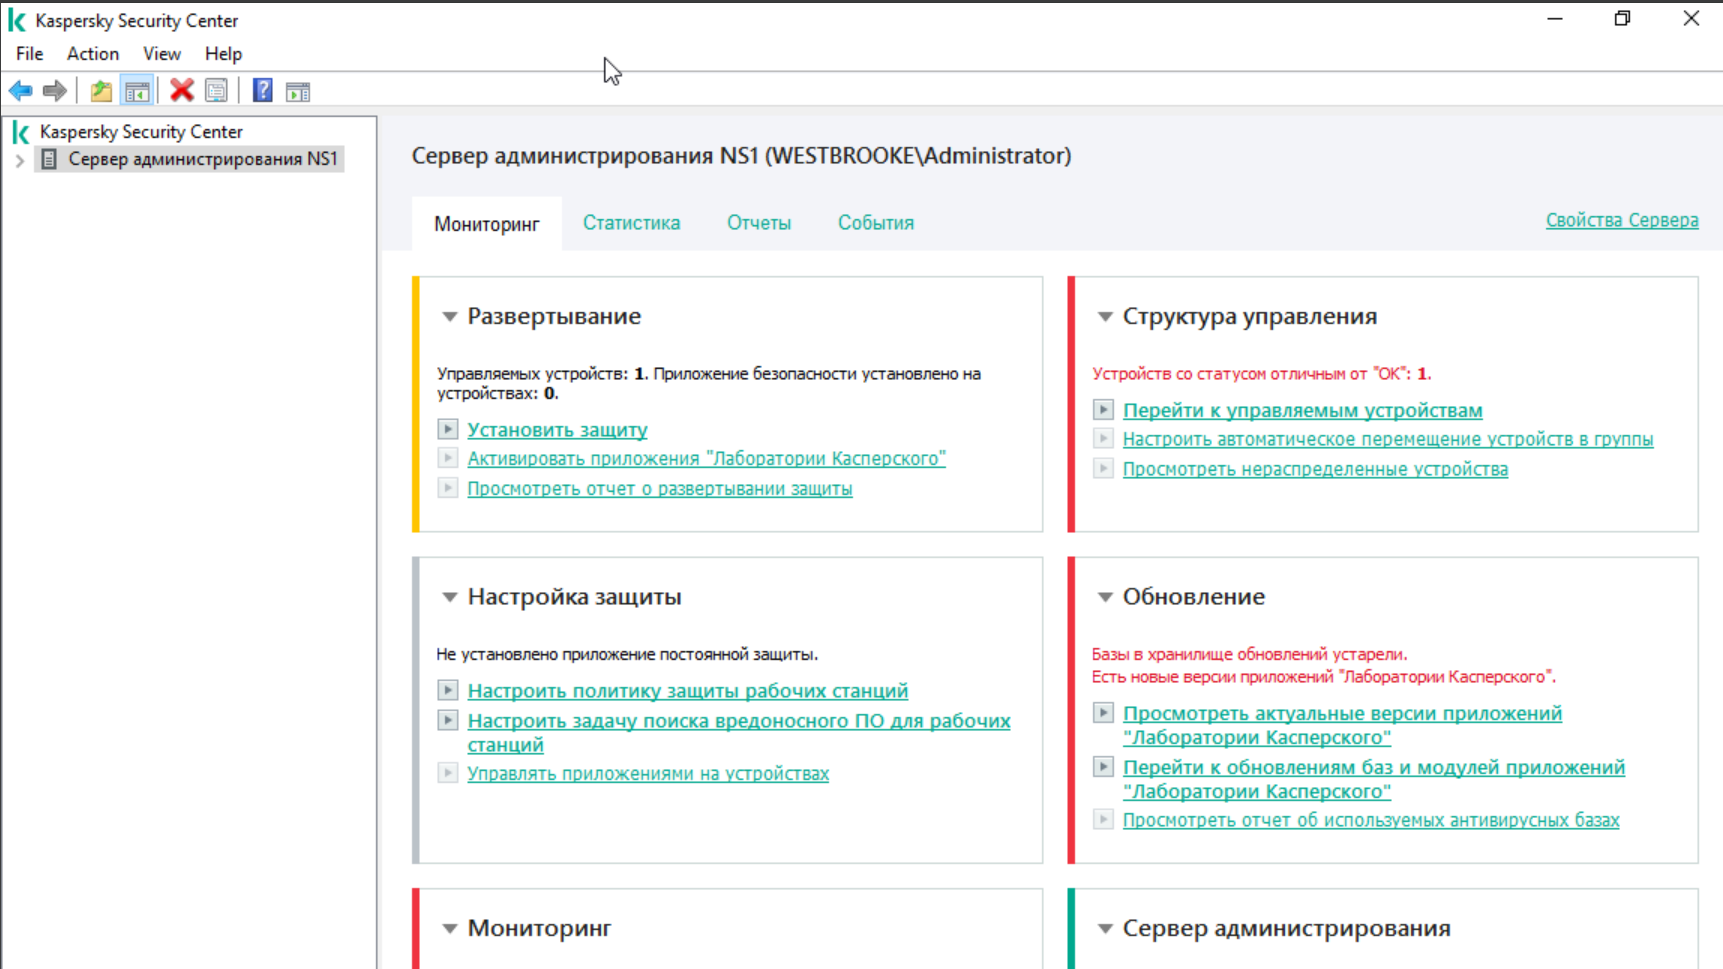 Kaspersky Security Center
File Action View Help
Kaspersky Security Center
Сервер администрирования NS1
Сервер администрирования NS1 (WESTBROOKE\Administrator)
Мониторинг Статистика Отчеты События Свойства Сервера
Развертывание
Управляемых устройств: 1. Приложение безопасности установлено на
устройствах: 0.
Установить защиту
Активировать приложения "Лаборатории Касперского"
Просмотреть отчет о развертывании защиты
Структура управления
Устройств со статусом отличным от "ОК": 1.
Перейти к управляемым устройствам
Настроить автоматическое перемещение устройств в группы
Просмотреть нераспределенные устройства
Настройка защиты
Не установлено приложение постоянной защиты.
Настроить политику защиты рабочих станций
Настроить задачу поиска вредоносного ПО для рабочих
станций
Управлять приложениями на устройствах
Обновление
Базы в хранилище обновлений устарели.
Есть новые версии приложений "Лаборатории Касперского".
Просмотреть актуальные версии приложений
"Лаборатории Касперского"
Перейти к обновлениям баз и модулей приложений
"Лаборатории Касперского"
Просмотреть отчет об используемых антивирусных базах
Мониторинг
Сервер администрирования